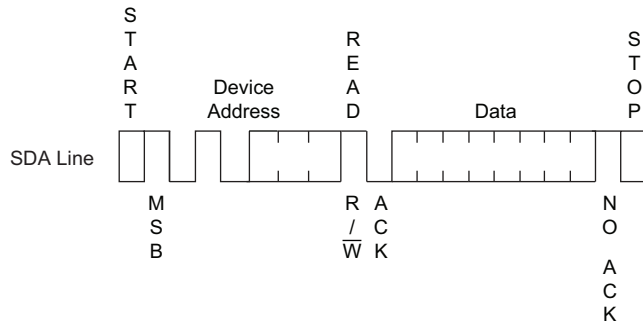 START
READ
STOP
Device
Address
Data
SDA Line
MSB
R/W̅
ACK
NO ACK